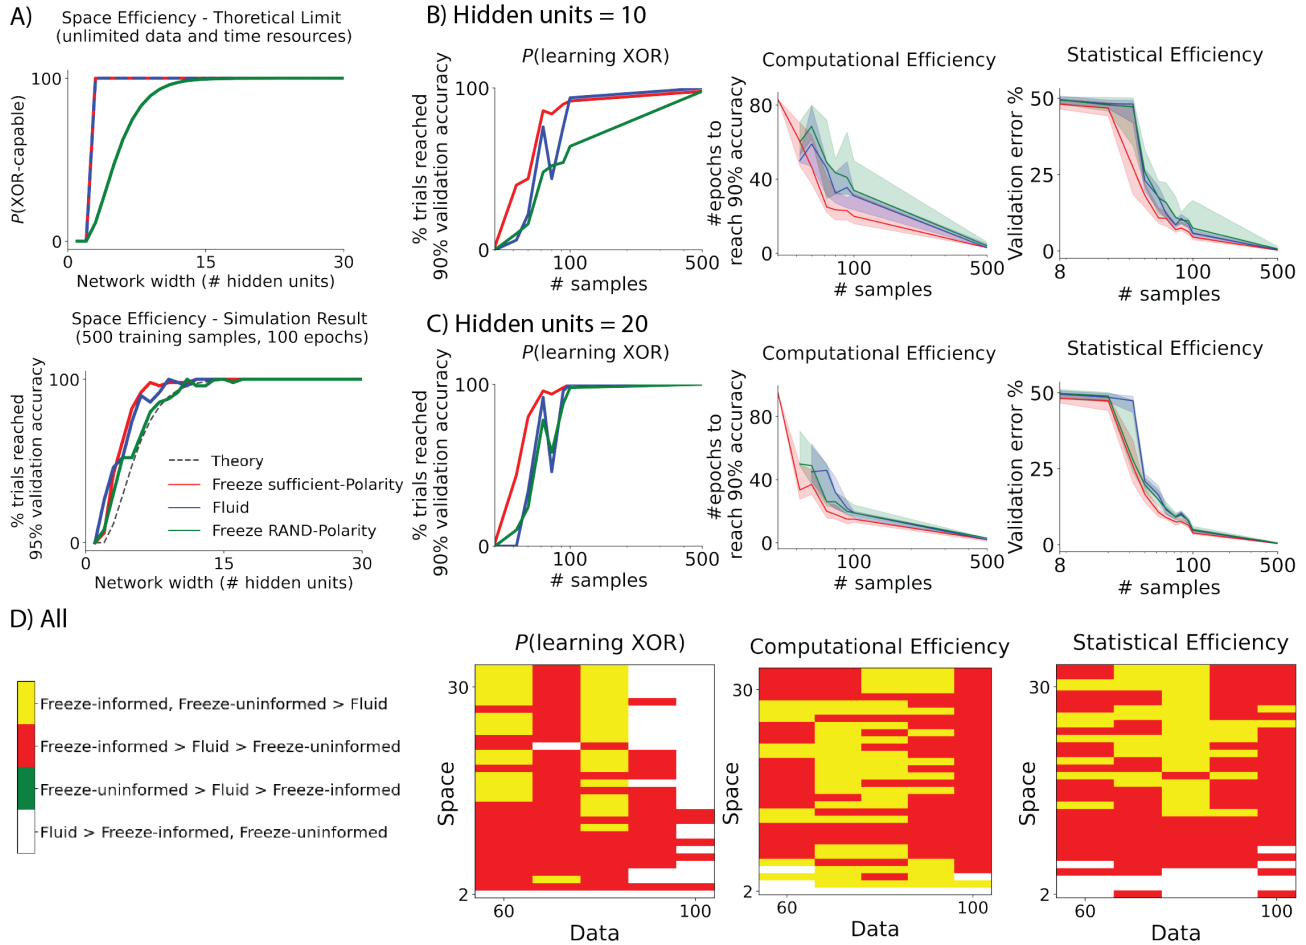 A)
Space Efficiency - Thoretical Limit
(unlimited data and time resources)
P(XOR-capable)
100
0
0
15
30
Network width (# hidden units)
Space Efficiency - Simulation Result
(500 training samples, 100 epochs)
% trials reached
95% validation accuracy
100
0
Theory
Freeze sufficient-Polarity
Fluid
Freeze RAND-Polarity
0
15
30
Network width (# hidden units)
B) Hidden units = 10
P(learning XOR)
% trials reached
90% validation accuracy
100
0
100
500
# samples
Computational Efficiency
#epochs to
reach 90% accuracy
80
40
0
100
500
# samples
Statistical Efficiency
Validation error %
50
25
0
8
100
500
# samples
C) Hidden units = 20
P(learning XOR)
% trials reached
90% validation accuracy
100
0
100
500
# samples
Computational Efficiency
#epochs to
reach 90% accuracy
80
40
0
100
500
# samples
Statistical Efficiency
Validation error %
50
25
0
8
100
500
# samples
D) All
Freeze-informed, Freeze-uninformed > Fluid
Freeze-informed > Fluid > Freeze-uninformed
Freeze-uninformed > Fluid > Freeze-informed
Fluid > Freeze-informed, Freeze-uninformed
P(learning XOR)
Space
30
2
60
100
Data
Computational Efficiency
Space
30
2
60
100
Data
Statistical Efficiency
Space
30
2
60
100
Data